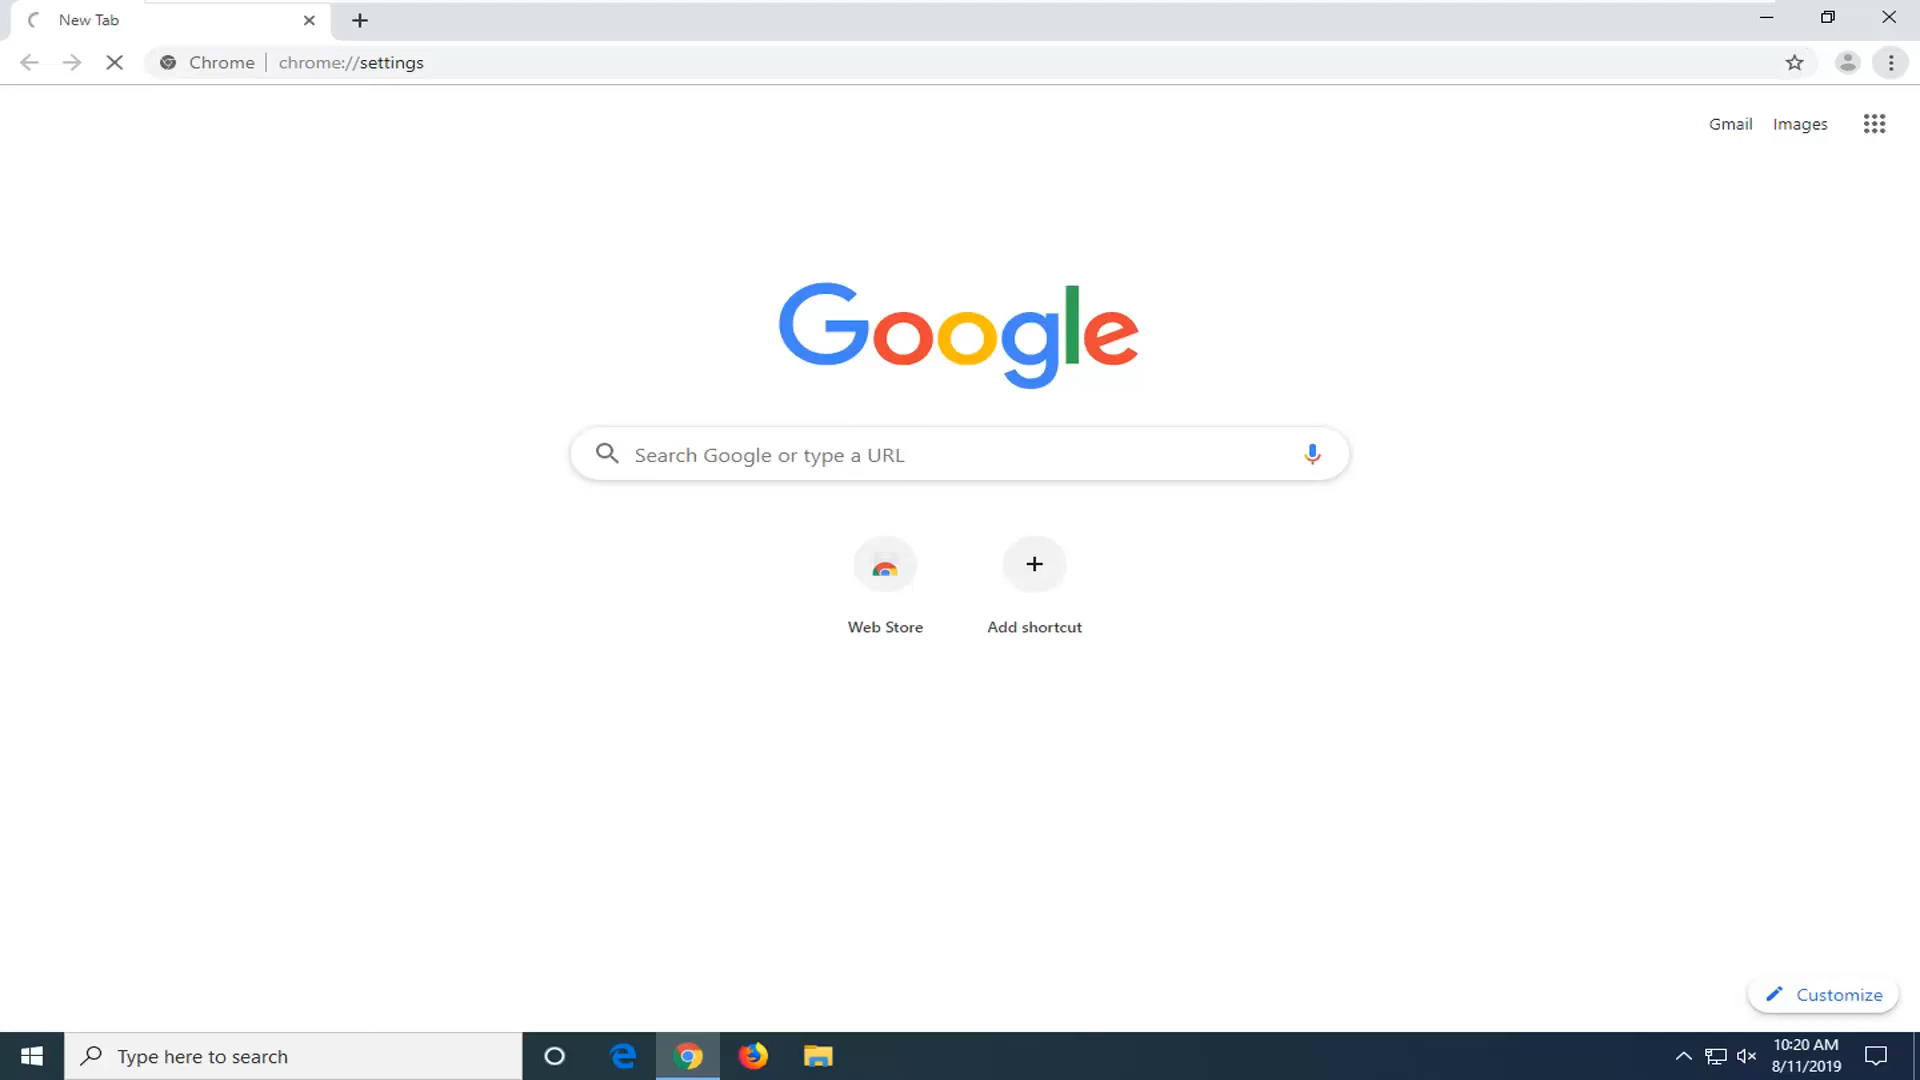 New Tab
Chrome | chrome://settings
Gmail Images
Google
Search Google or type a URL
Web Store Add shortcut
Customize
Type here to search
10:20 AM
8/11/2019